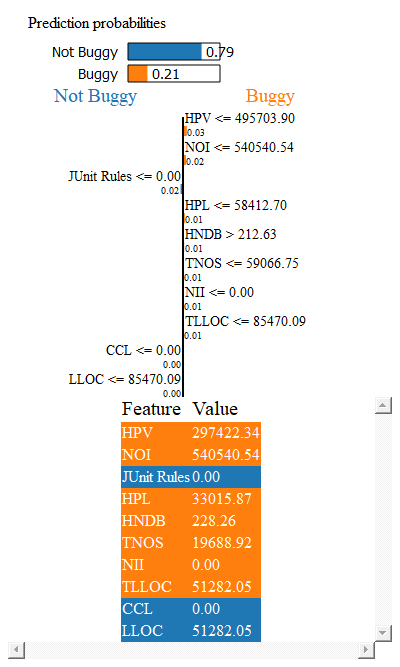 Prediction probabilities
Not Buggy 0.79
Buggy 0.21
Not Buggy Buggy
HPV <= 495703.90
0.03
NOI <= 540540.54
0.02
JUnit Rules <= 0.00
0.02
HPL <= 58412.70
0.01
HNDB > 212.63
0.01
TNOS <= 59066.75
0.01
NII <= 0.00
0.01
TLLOC <= 85470.09
0.01
CCL <= 0.00
0.00
LLOC <= 85470.09
0.00
Feature Value
HPV 297422.34
NOI 540540.54
JUnit Rules 0.00
HPL 33015.87
HNDB 228.26
TNOS 19688.92
NII 0.00
TLLOC 51282.05
CCL 0.00
LLOC 51282.05